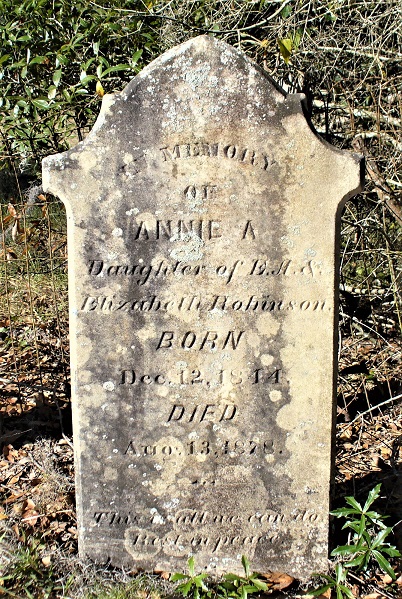 IN MEMORY
OF
ANNIE A
Daughter of E.A. &
Elizabeth Robinson.
BORN
Dec. 12, 1844.
DIED
Aug. 13, 1878.
This is all we can do
Rest in peace